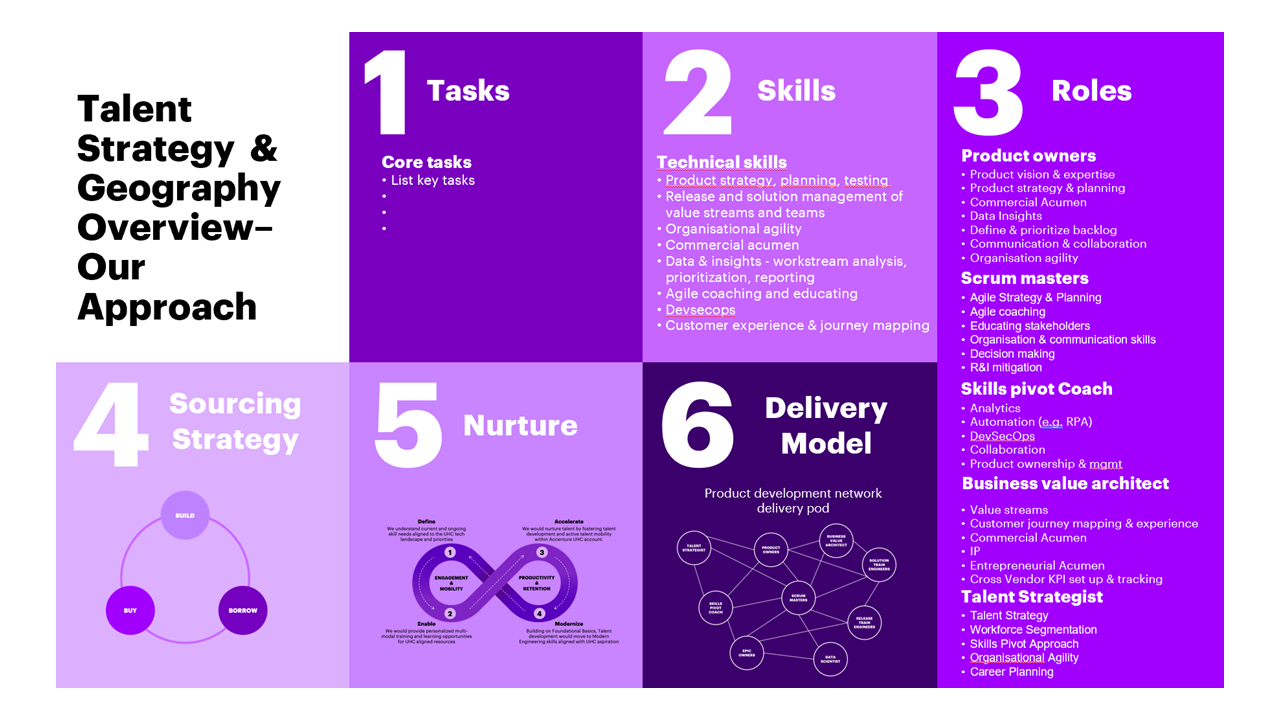 Talent
Strategy & 
Geography
Overview–
Our
Approach
1 Tasks
Core tasks
• List key tasks
•
•
•
2 Skills
Technical skills
• Product strategy, planning, testing
• Release and solution management of
value streams and teams
• Organisational agility
• Commercial acumen
• Data & insights - workstream analysis,
prioritization, reporting
• Agile coaching and educating
• Devsecops
• Customer experience & journey mapping
3 Roles
Product owners
• Product vision & expertise
• Product strategy & planning
• Commercial Acumen
• Data Insights
• Define & prioritize backlog
• Communication & collaboration
• Organisation agility
Scrum masters
• Agile Strategy & Planning
• Agile coaching
• Educating stakeholders
• Organisation & communication skills
• Decision making
• R&I mitigation
Skills pivot Coach
• Analytics
• Automation (e.g. RPA)
• DevSecOps
• Collaboration
• Product ownership & mgmt
Business value architect
• Value streams
• Customer journey mapping & experience
• Commercial Acumen
• IP
• Entrepreneurial Acumen
• Cross Vendor KPI set up & tracking
Talent Strategist
• Talent Strategy
• Workforce Segmentation
• Skills Pivot Approach
• Organisational Agility
• Career Planning
4 Sourcing
Strategy
BUILD
BUY
BORROW
5 Nurture
Define
We understand current and ongoing
skill needs aligned to the UHC tech
landscape and priorities
Accelerate
We would nurture talent by fostering talent
development and active talent mobility
within Accenture UHC account.
1
3
ENGAGEMENT
&
MOBILITY
PRODUCTIVITY
&
RETENTION
2
4
Enable
We would provide personalized multi-
modal training and learning opportunities
for UHC aligned resources
Modernize
Building on Foundational Basics, Talent
development would move to Modern
Engineering skills aligned with UHC aspiration
6 Delivery
Model
Product development network
delivery pod
TALENT
STRATEGIST
PRODUCT
OWNERS
BUSINESS
VALUE
ARCHITECT
SOLUTION
TRAIN
ENGINEERS
SKILLS
PIVOT
COACH
SCRUM
MASTERS
RELEASE
TRAIN
ENGINEERS
EPIC
OWNERS
DATA
SCIENTIST